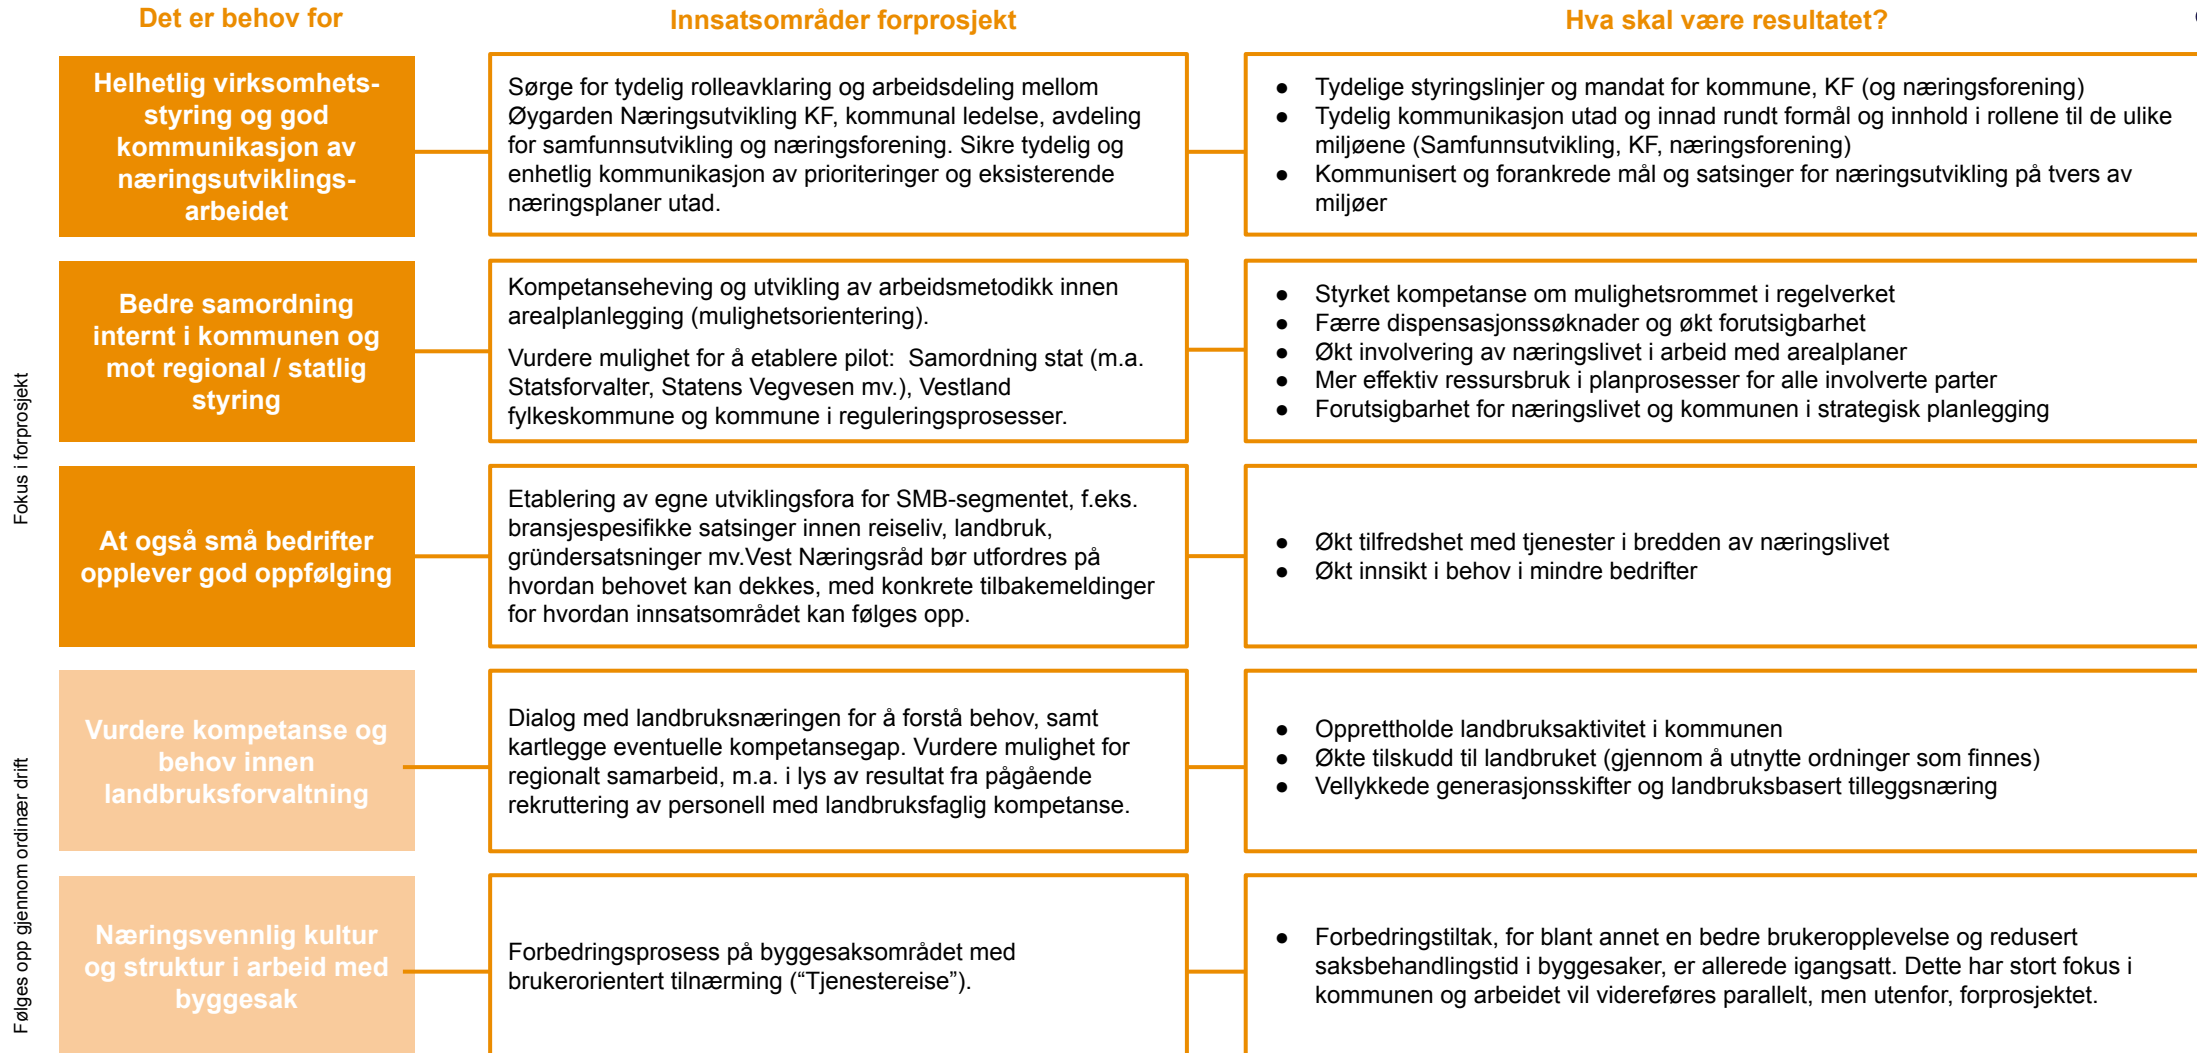 Det er behov for
Innsatsområder forprosjekt
Hva skal være resultatet?
Fokus i forprosjekt
Helhetlig virksomhets-
styring og god
kommunikasjon av
næringsutviklings-
arbeidet
Sørge for tydelig rolleavklaring og arbeidsdeling mellom
Øygarden Næringsutvikling KF, kommunal ledelse, avdeling
for samfunnsutvikling og næringsforening. Sikre tydelig og
enhetlig kommunikasjon av prioriteringer og eksisterende
næringsplaner utad.
● Tydelige styringslinjer og mandat for kommune, KF (og næringsforening)
● Tydelig kommunikasjon utad og innad rundt formål og innhold i rollene til de ulike
miljøene (Samfunnsutvikling, KF, næringsforening)
● Kommunisert og forankrede mål og satsinger for næringsutvikling på tvers av
miljøer
Bedre samordning
internt i kommunen og
mot regional / statlig
styring
Kompetanseheving og utvikling av arbeidsmetodikk innen
arealplanlegging (mulighetsorientering).
Vurdere mulighet for å etablere pilot: Samordning stat (m.a.
Statsforvalter, Statens Vegvesen mv.), Vestland
fylkeskommune og kommune i reguleringsprosesser.
● Styrket kompetanse om mulighetsrommet i regelverket
● Færre dispensasjonssøknader og økt forutsigbarhet
● Økt involvering av næringslivet i arbeid med arealplaner
● Mer effektiv ressursbruk i planprosesser for alle involverte parter
● Forutsigbarhet for næringslivet og kommunen i strategisk planlegging
At også små bedrifter
opplever god oppfølging
Etablering av egne utviklingsfora for SMB-segmentet, f.eks.
bransjespesifikke satsinger innen reiseliv, landbruk,
gründersatsninger mv.Vest Næringsråd bør utfordres på
hvordan behovet kan dekkes, med konkrete tilbakemeldinger
for hvordan innsatsområdet kan følges opp.
● Økt tilfredshet med tjenester i bredden av næringslivet
● Økt innsikt i behov i mindre bedrifter
Følges opp gjennom ordinær drift
Vurdere kompetanse og
behov innen
landbruksforvaltning
Dialog med landbruksnæringen for å forstå behov, samt
kartlegge eventuelle kompetansegap. Vurdere mulighet for
regionalt samarbeid, m.a. i lys av resultat fra pågående
rekruttering av personell med landbruksfaglig kompetanse.
● Opprettholde landbruksaktivitet i kommunen
● Økte tilskudd til landbruket (gjennom å utnytte ordninger som finnes)
● Vellykkede generasjonsskifter og landbruksbasert tilleggsnæring
Næringsvennlig kultur
og struktur i arbeid med
byggesak
Forbedringsprosess på byggesaksområdet med
brukerorientert tilnærming (“Tjenestereise”).
● Forbedringstiltak, for blant annet en bedre brukeropplevelse og redusert
saksbehandlingstid i byggesaker, er allerede igangsatt. Dette har stort fokus i
kommunen og arbeidet vil videreføres parallelt, men utenfor, forprosjektet.